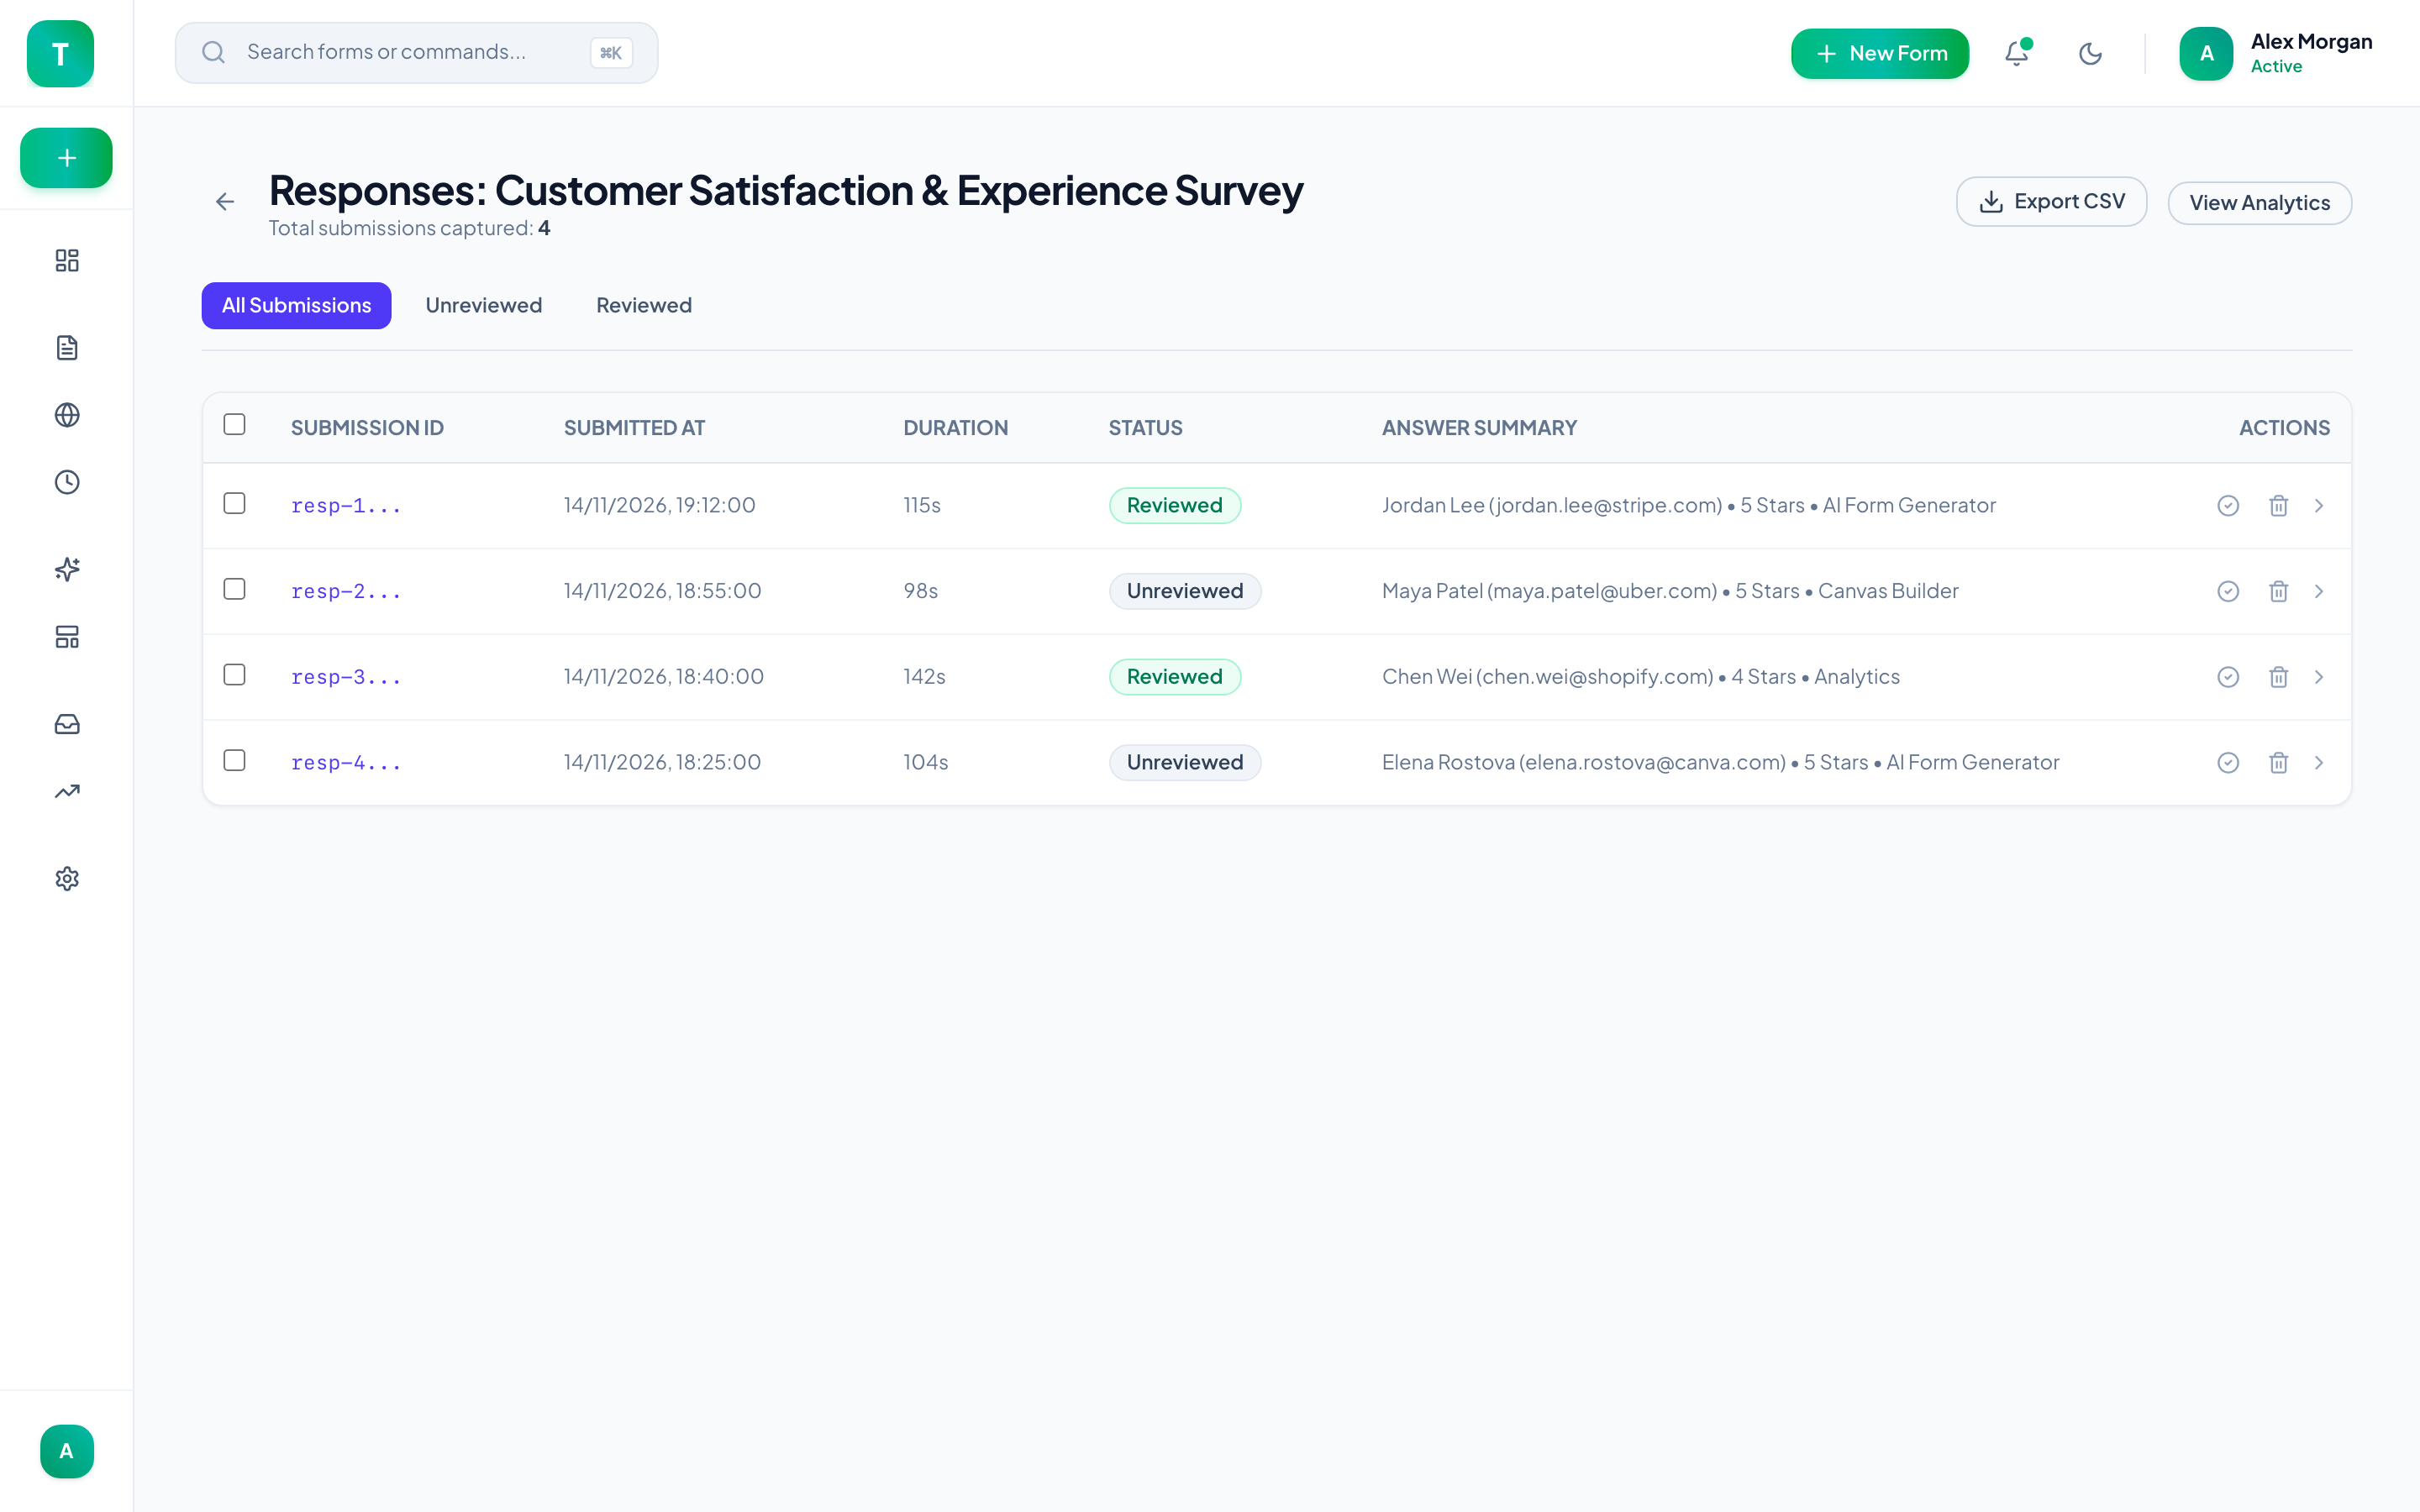 T
Search forms or commands...
⌘K
New Form
A
Alex Morgan
Active
Responses: Customer Satisfaction & Experience Survey
Total submissions captured: 4
Export CSV
View Analytics
All Submissions
Unreviewed
Reviewed
SUBMISSION ID SUBMITTED AT DURATION STATUS ANSWER SUMMARY ACTIONS
resp-1... 14/11/2026, 19:12:00 115s Reviewed Jordan Lee (jordan.lee@stripe.com) • 5 Stars • AI Form Generator
resp-2... 14/11/2026, 18:55:00 98s Unreviewed Maya Patel (maya.patel@uber.com) • 5 Stars • Canvas Builder
resp-3... 14/11/2026, 18:40:00 142s Reviewed Chen Wei (chen.wei@shopify.com) • 4 Stars • Analytics
resp-4... 14/11/2026, 18:25:00 104s Unreviewed Elena Rostova (elena.rostova@canva.com) • 5 Stars • AI Form Generator
A